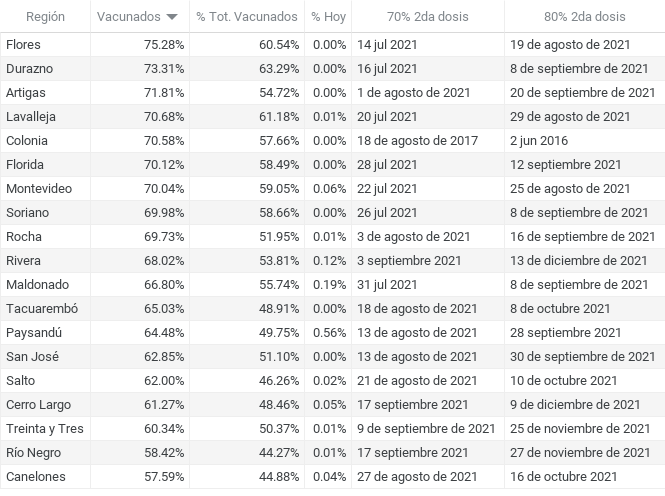 Región Vacunados % Tot. Vacunados % Hoy 70% 2da dosis 80% 2da dosis
Flores 75.28% 60.54% 0.00% 14 jul 2021 19 de agosto de 2021
Durazno 73.31% 63.29% 0.00% 16 jul 2021 8 de septiembre de 2021
Artigas 71.81% 54.72% 0.00% 1 de agosto de 2021 20 de septiembre de 2021
Lavalleja 70.68% 61.18% 0.01% 20 jul 2021 29 de agosto de 2021
Colonia 70.58% 57.66% 0.00% 18 de agosto de 2017 2 jun 2016
Florida 70.12% 58.49% 0.00% 28 jul 2021 12 septiembre 2021
Montevideo 70.04% 59.05% 0.06% 22 jul 2021 25 de agosto de 2021
Soriano 69.98% 58.66% 0.00% 26 jul 2021 8 de septiembre de 2021
Rocha 69.73% 51.95% 0.01% 3 de agosto de 2021 16 de septiembre de 2021
Rivera 68.02% 53.81% 0.12% 3 septiembre 2021 13 de diciembre de 2021
Maldonado 66.80% 55.74% 0.19% 31 jul 2021 8 de septiembre de 2021
Tacuarembó 65.03% 48.91% 0.00% 18 de agosto de 2021 8 de octubre 2021
Paysandú 64.48% 49.75% 0.56% 13 de agosto de 2021 28 septiembre 2021
San José 62.85% 51.10% 0.00% 13 de agosto de 2021 30 de septiembre de 2021
Salto 62.00% 46.26% 0.02% 21 de agosto de 2021 10 de octubre 2021
Cerro Largo 61.27% 48.46% 0.05% 17 septiembre 2021 9 de diciembre de 2021
Treinta y Tres 60.34% 50.37% 0.01% 9 de septiembre de 2021 25 de noviembre de 2021
Río Negro 58.42% 44.27% 0.01% 17 septiembre 2021 27 de noviembre de 2021
Canelones 57.59% 44.88% 0.04% 27 de agosto de 2021 16 de octubre 2021